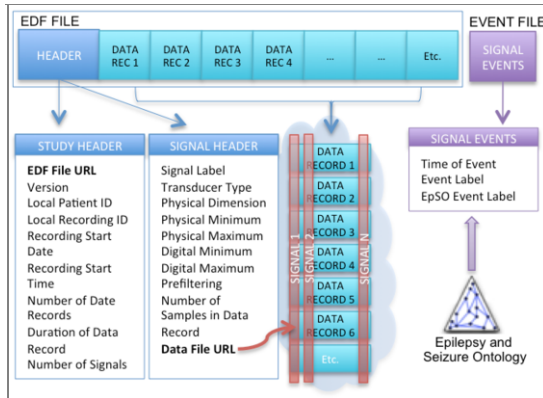 EDF FILE
EVENT FILE
HEADER
DATA
REC 1
DATA
REC 2
DATA
REC 3
DATA
REC 4
...
...
Etc.
SIGNAL
EVENTS
STUDY HEADER
EDF File URL
Version
Local Patient ID
Local Recording ID
Recording Start
Date
Recording Start
Time
Number of Date
Records
Duration of Data
Record
Number of Signals
SIGNAL HEADER
Signal Label
Transducer Type
Physical Dimension
Physical Minimum
Physical Maximum
Digital Minimum
Digital Maximum
Prefiltering
Number of
Samples in Data
Record
Data File URL
SIGNAL 1
SIGNAL 2
SIGNAL N
DATA
RECORD 1
DATA
RECORD 2
DATA
RECORD 3
DATA
RECORD 4
DATA
RECORD 5
DATA
RECORD 6
Etc.
SIGNAL EVENTS
Time of Event
Event Label
EpSO Event Label
Epilepsy and
Seizure Ontology